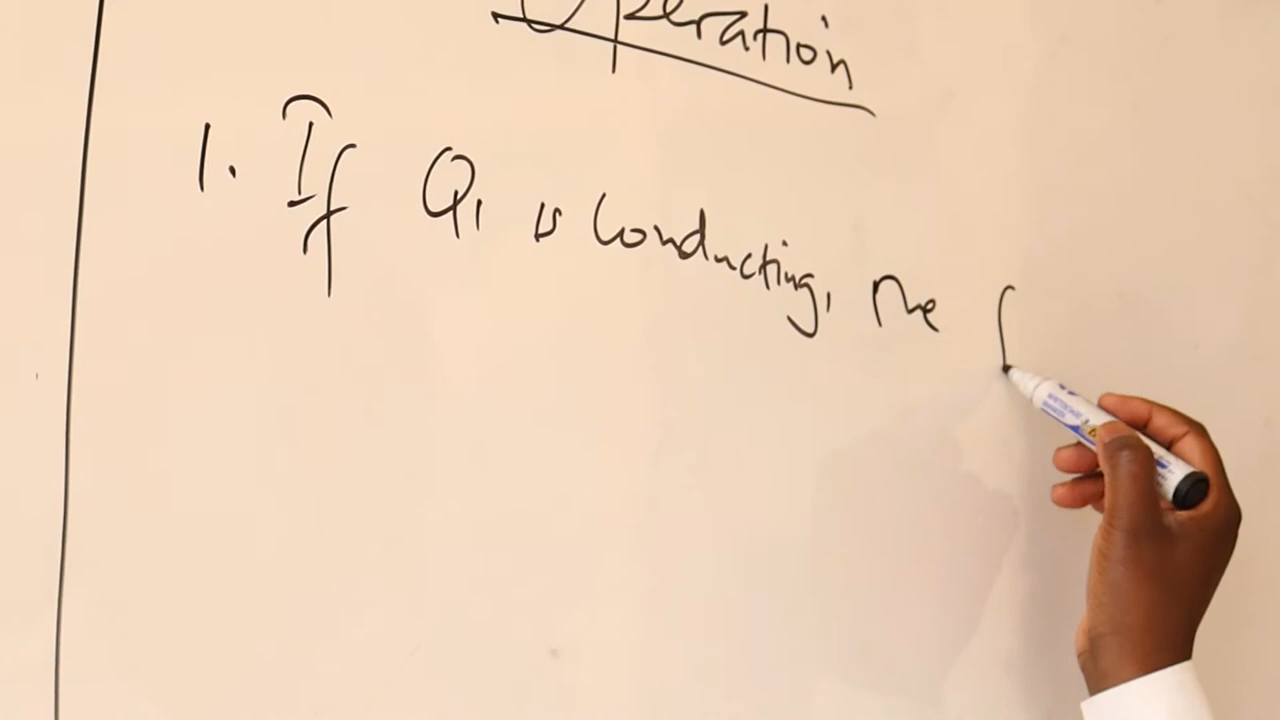 Operation
1. If Q1 is conducting, the